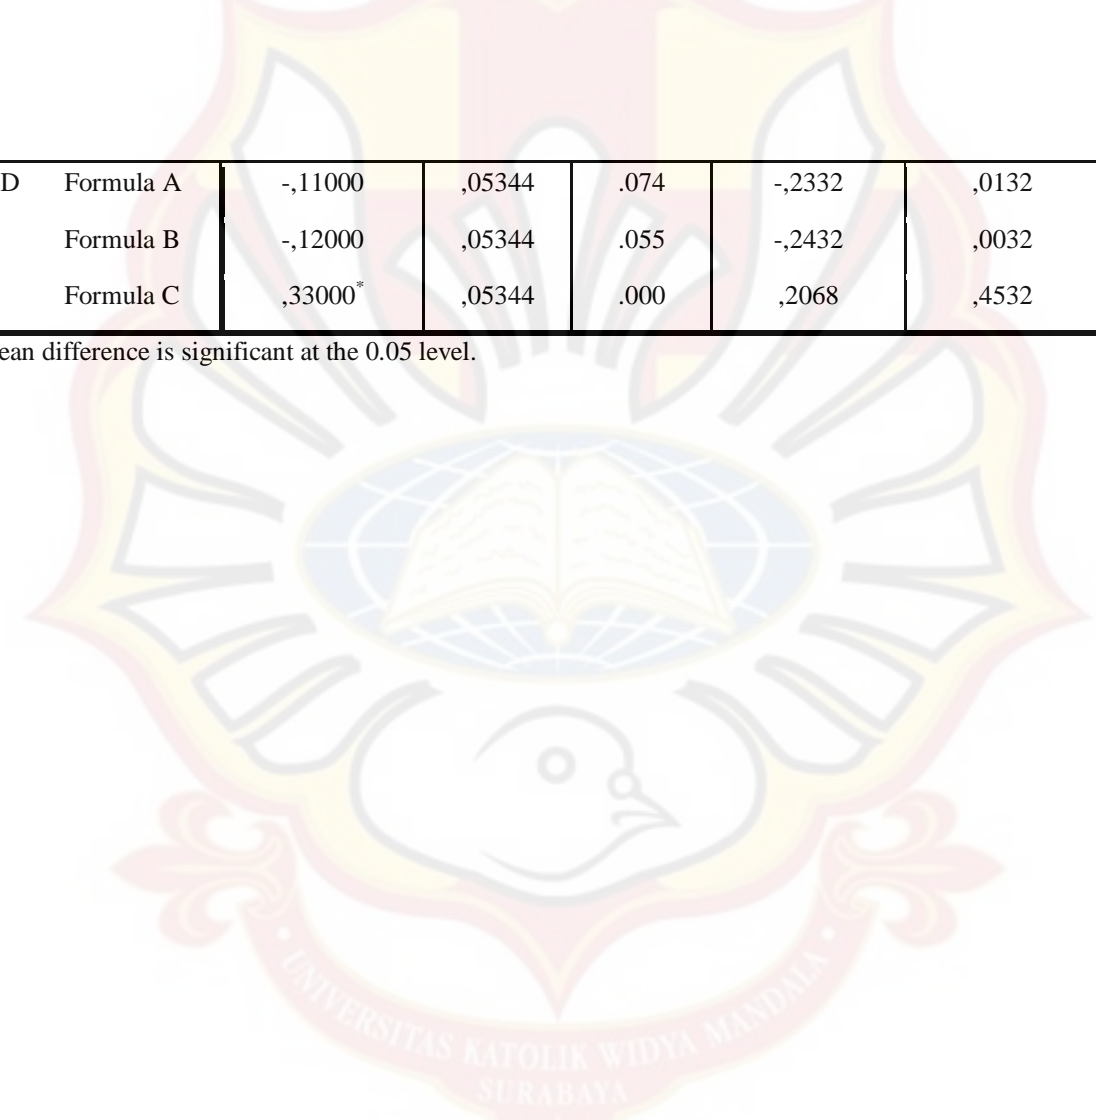 D Formula A -,11000 ,05344 .074 -,2332 ,0132
Formula B -,12000 ,05344 .055 -,2432 ,0032
Formula C ,33000* ,05344 .000 ,2068 ,4532
ean difference is significant at the 0.05 level.
UNIVERSITAS KATOLIK WIDYA MANDALA
SURABAYA